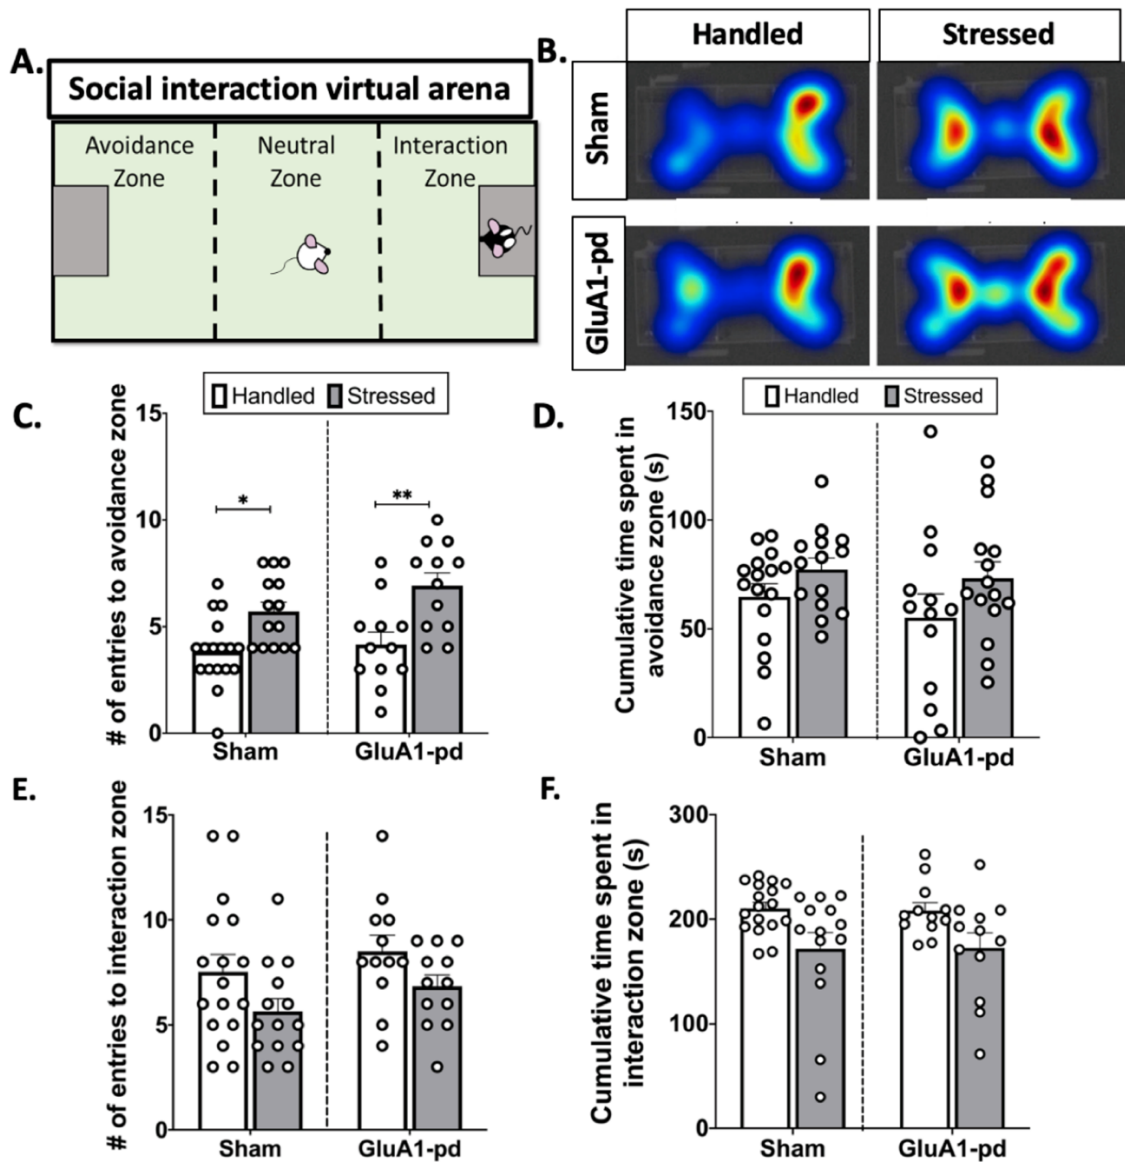 A.
Social interaction virtual arena
Avoidance Zone
Neutral Zone
Interaction Zone
B.
Handled
Stressed
Sham
GluA1-pd
C.
Handled
Stressed
# of entries to avoidance zone
15
10
5
0
*
**
Sham
GluA1-pd
D.
Handled
Stressed
Cumulative time spent in
avoidance zone (s)
150
100
50
0
Sham
GluA1-pd
E.
# of entries to interaction zone
15
10
5
0
Sham
GluA1-pd
F.
Cumulative time spent in
interaction zone (s)
300
200
100
0
Sham
GluA1-pd